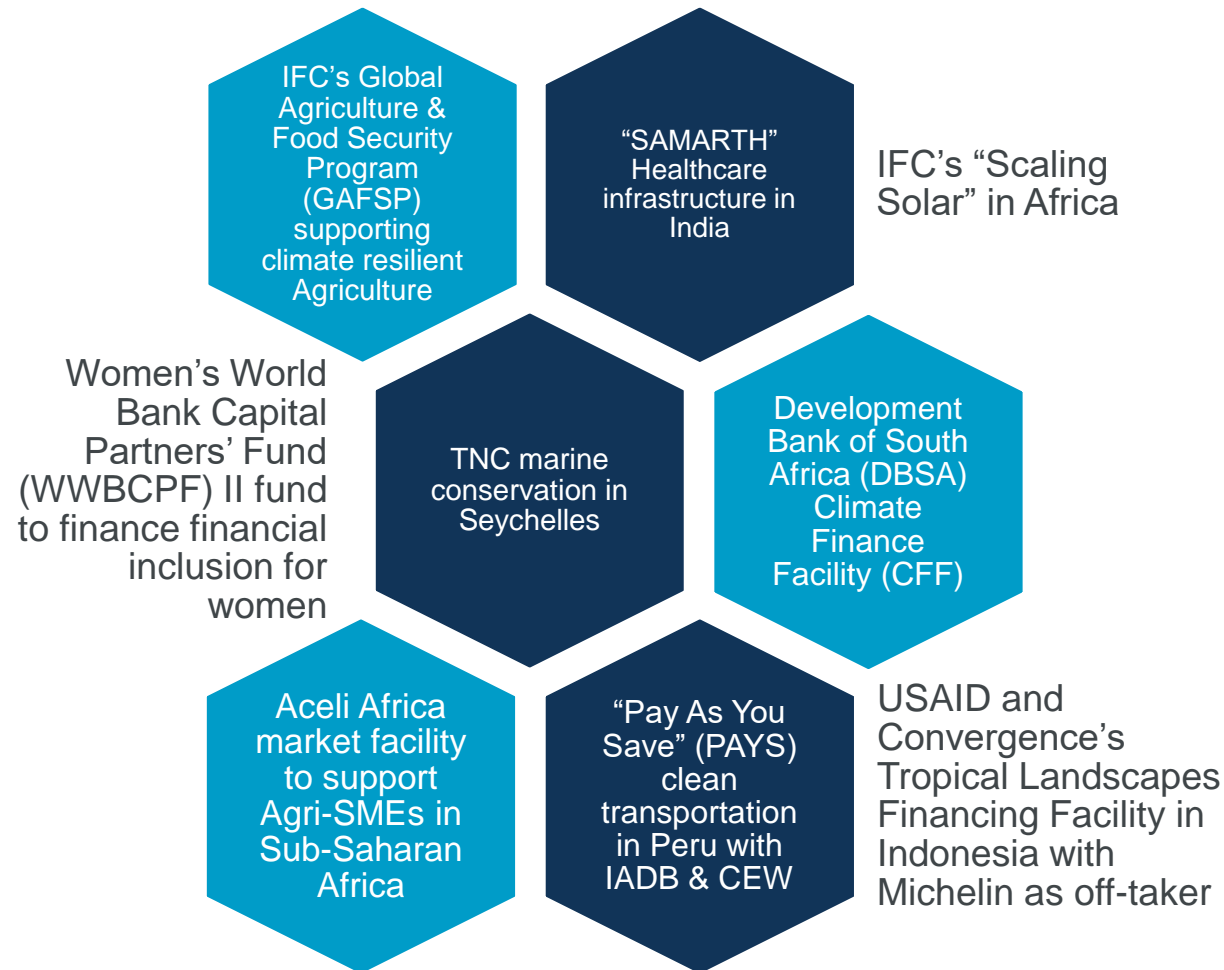 IFC's Global
Agriculture &
Food Security
Program
(GAFSP)
supporting
climate resilient
Agriculture
“SAMARTH”
Healthcare
infrastructure in
India
IFC's “Scaling
Solar” in Africa
Women's World
Bank Capital
Partners' Fund
(WWBCPF) II fund
to finance financial
inclusion for
women
TNC marine
conservation in
Seychelles
Development
Bank of South
Africa (DBSA)
Climate
Finance
Facility (CFF)
Aceli Africa
market facility
to support
Agri-SMEs in
Sub-Saharan
Africa
“Pay As You
Save” (PAYS)
clean
transportation
in Peru with
IADB & CEW
USAID and
Convergence's
Tropical Landscapes
Financing Facility in
Indonesia with
Michelin as off-taker